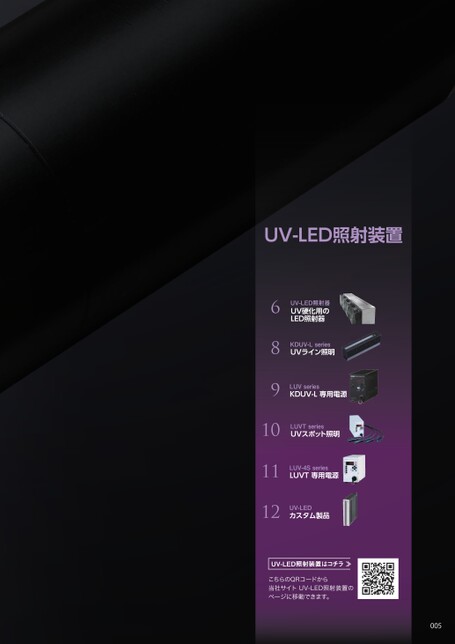 UV-LED照射装置
6
UV-LED照射器
UV硬化用の
LED照射器
8
KDUV-L series
UVライン照明
9
LUV series
KDUV-L 専用電源
10
LUVT series
UVスポット照明
11
LUV-4S series
LUVT 専用電源
12
UV-LED
カスタム製品
UV-LED照射装置はコチラ
こちらのQRコードから
当社サイト UV-LED照射装置の
ページに移動できます。
005